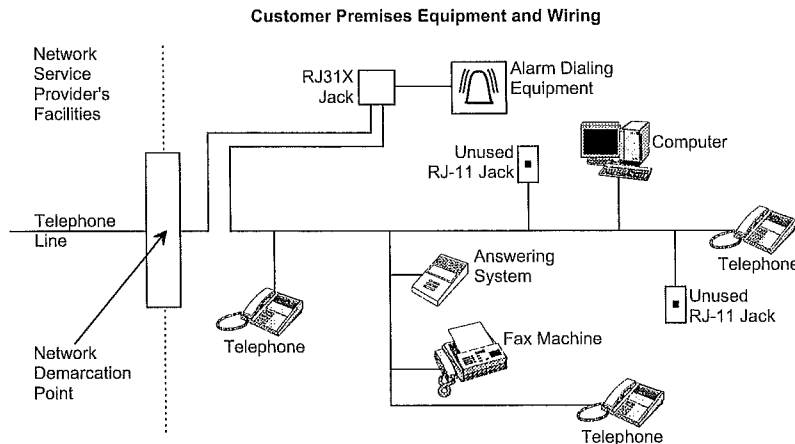 Customer Premises Equipment and Wiring
Network
Service
Provider's
Facilities
RJ31X
Jack
Alarm Dialing
Equipment
Unused
RJ-11 Jack
Computer
Telephone
Line
Answering
System
Telephone
Unused
RJ-11 Jack
Telephone
Fax Machine
Network
Demarcation
Point
Telephone